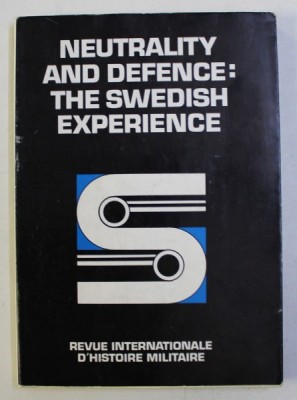 NEUTRALITY
AND DEFENCE:
THE SWEDISH
EXPERIENCE
REVUE INTERNATIONALE
D'HISTOIRE MILITAIRE